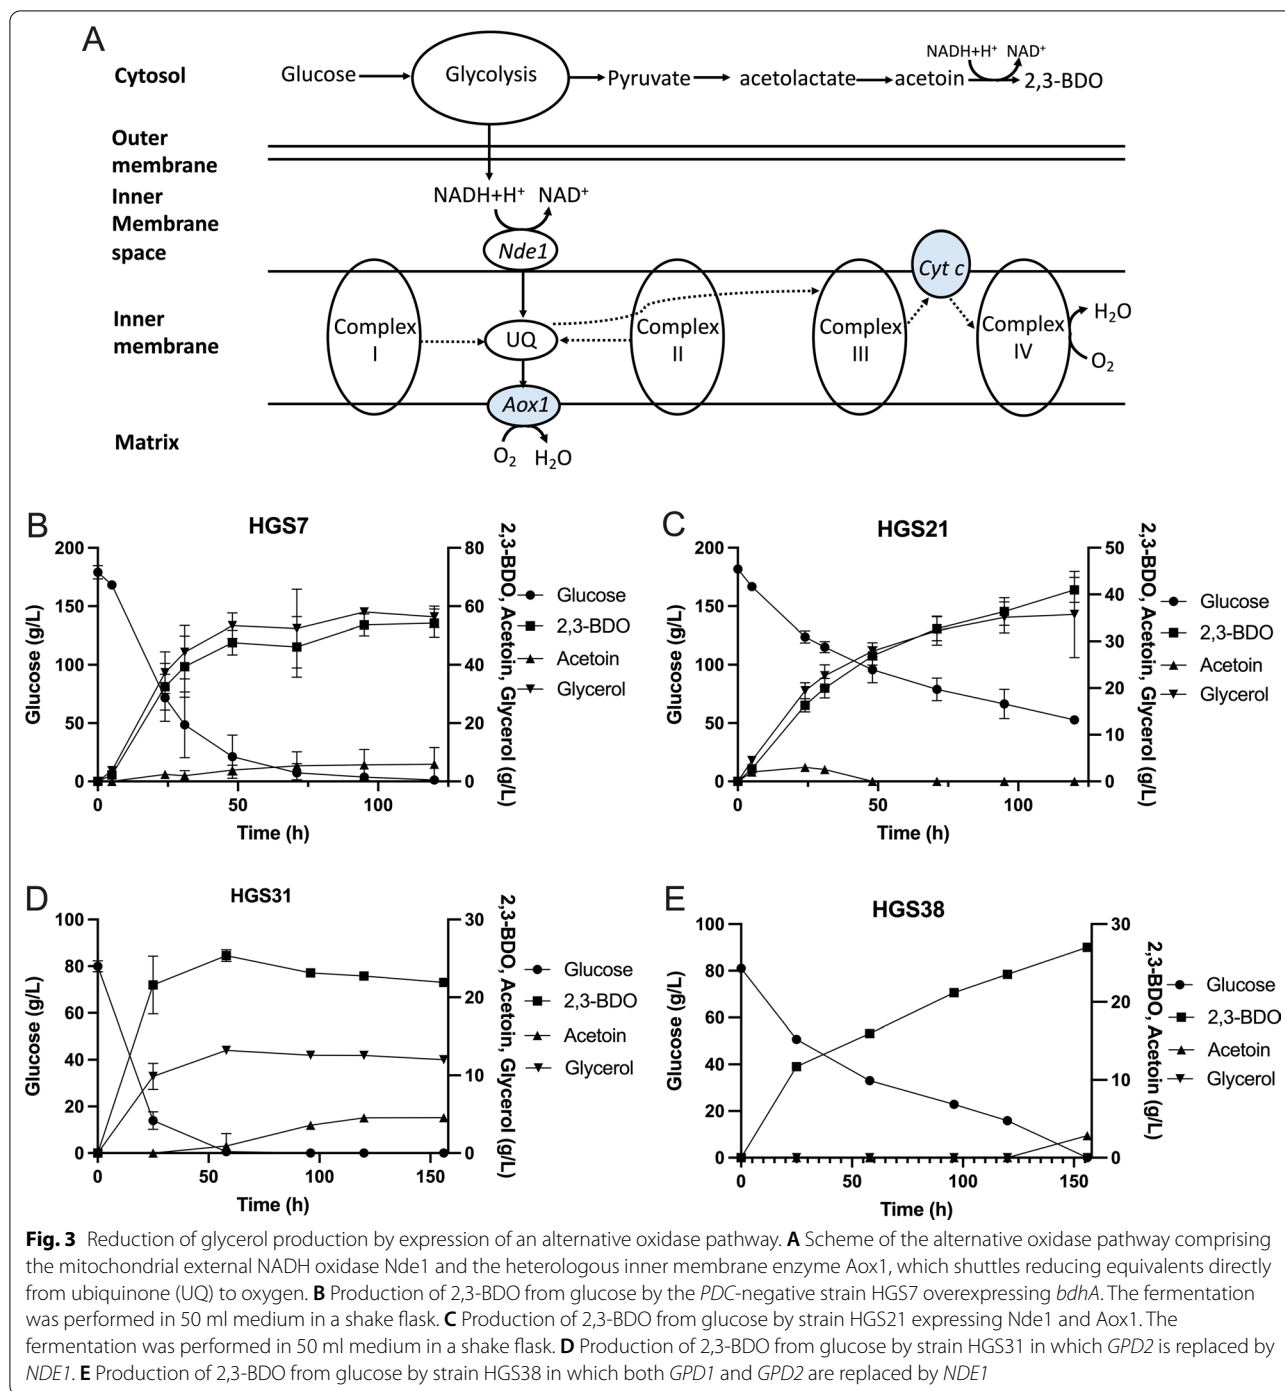 A
Cytosol
Glucose
Glycolysis
Pyruvate
acetolactate
acetoin
NADH+H⁺ NAD⁺
2,3-BDO
Outer
membrane
Inner
Membrane
space
NADH+H⁺ NAD⁺
Nde1
Cyt c
Inner
membrane
Complex
I
UQ
Complex
II
Complex
III
Complex
IV
H₂O
O₂
Aox1
Matrix
O₂ H₂O
B
HGS7
Glucose (g/L)
200
150
100
50
0
80
60
40
20
0
0 50 100
Time (h)
2,3-BDO, Acetoin, Glycerol (g/L)
Glucose
2,3-BDO
Acetoin
Glycerol
C
HGS21
Glucose (g/L)
200
150
100
50
0
50
40
30
20
10
0
0 50 100
Time (h)
2,3-BDO, Acetoin, Glycerol (g/L)
Glucose
2,3-BDO
Acetoin
Glycerol
D
HGS31
Glucose (g/L)
100
80
60
40
20
0
30
20
10
0
0 50 100 150
Time (h)
2,3-BDO, Acetoin, Glycerol (g/L)
Glucose
2,3-BDO
Acetoin
Glycerol
E
HGS38
Glucose (g/L)
100
80
60
40
20
0
30
20
10
0
0 50 100 150
Time (h)
2,3-BDO, Acetoin (g/L)
Glucose
2,3-BDO
Acetoin
Glycerol
Fig. 3 Reduction of glycerol production by expression of an alternative oxidase pathway. A Scheme of the alternative oxidase pathway comprising
the mitochondrial external NADH oxidase Nde1 and the heterologous inner membrane enzyme Aox1, which shuttles reducing equivalents directly
from ubiquinone (UQ) to oxygen. B Production of 2,3-BDO from glucose by the PDC-negative strain HGS7 overexpressing bdhA. The fermentation
was performed in 50 ml medium in a shake flask. C Production of 2,3-BDO from glucose by strain HGS21 expressing Nde1 and Aox1. The
fermentation was performed in 50 ml medium in a shake flask. D Production of 2,3-BDO from glucose by strain HGS31 in which GPD2 is replaced by
NDE1. E Production of 2,3-BDO from glucose by strain HGS38 in which both GPD1 and GPD2 are replaced by NDE1